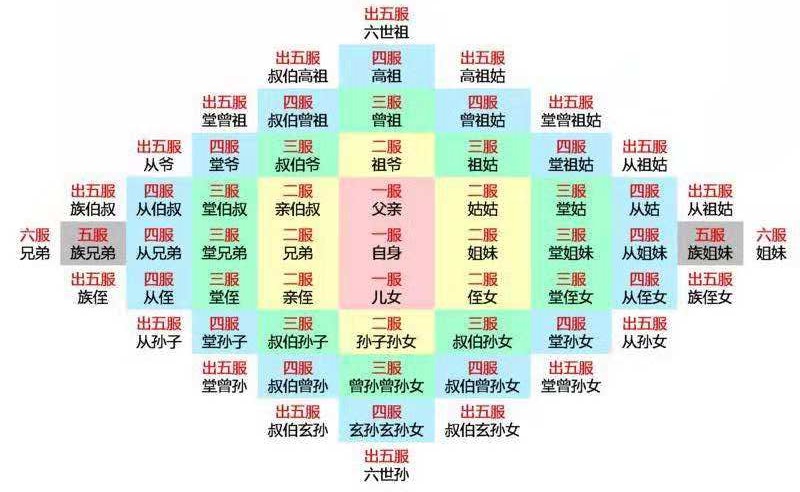 出五服
六世祖
出五服 四服 出五服
叔伯高祖 高祖 高祖姑
出五服 四服 三服 四服 出五服
堂曾祖 叔伯曾祖 曾祖 曾祖姑 堂曾祖姑
出五服 四服 三服 二服 三服 四服 出五服
从爷 堂爷 叔伯爷 祖爷 祖姑 堂祖姑 从祖姑
出五服 四服 三服 二服 一服 二服 三服 四服 出五服
族伯叔 从伯叔 堂伯叔 亲伯叔 父亲 姑姑 堂姑 从姑 从祖姑
六服 五服 四服 三服 二服 一服 二服 三服 四服 五服 六服
兄弟 族兄弟 从兄弟 堂兄弟 兄弟 自身 姐妹 堂姐妹 从姐妹 族姐妹 姐妹
出五服 四服 三服 二服 一服 二服 三服 四服 出五服
族侄 从侄 堂侄 亲侄 儿女 侄女 堂侄女 从侄女 族侄女
出五服 四服 三服 二服 三服 四服 出五服
从孙子 堂孙子 叔伯孙子 孙子孙女 叔伯孙女 堂孙女 从孙女
出五服 四服 三服 四服 出五服
堂曾孙 叔伯曾孙 曾孙曾孙女 叔伯曾孙女 堂曾孙女
出五服 四服 出五服
叔伯玄孙 玄孙玄孙女 叔伯玄孙女
出五服
六世孙